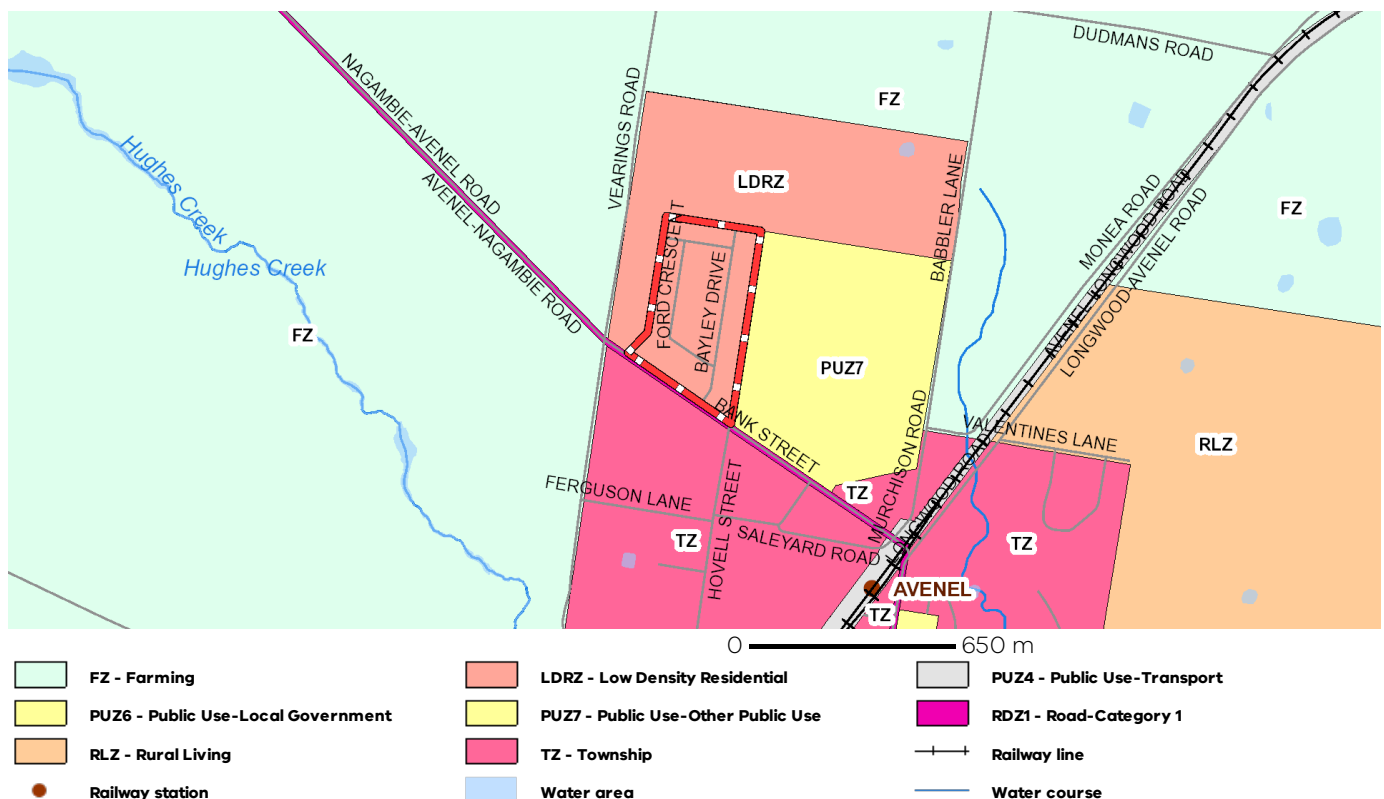 DUDMANS ROAD
NAGAMBIE-AVENEL ROAD
AVENEL-NAGAMBIE ROAD
VEARINGS ROAD
FZ
Hughes Creek
Hughes Creek
LDRZ
BABBLER LANE
MONEA ROAD
AVENEL-LONGWOOD ROAD
LONGWOOD-AVENEL ROAD
FZ
FORD CRESCENT
BAYLEY DRIVE
FZ
PUZ7
BANK STREET
MURCHISON ROAD
VALENTINES LANE
RLZ
FERGUSON LANE
HOVELL STREET
TZ
SALEYARD ROAD
LONGWOOD ROAD
TZ
TZ
AVENEL
TZ
0 650 m
FZ - Farming
LDRZ - Low Density Residential
PUZ4 - Public Use-Transport
PUZ6 - Public Use-Local Government
PUZ7 - Public Use-Other Public Use
RDZ1 - Road-Category 1
RLZ - Rural Living
TZ - Township
Railway line
Railway station
Water area
Water course